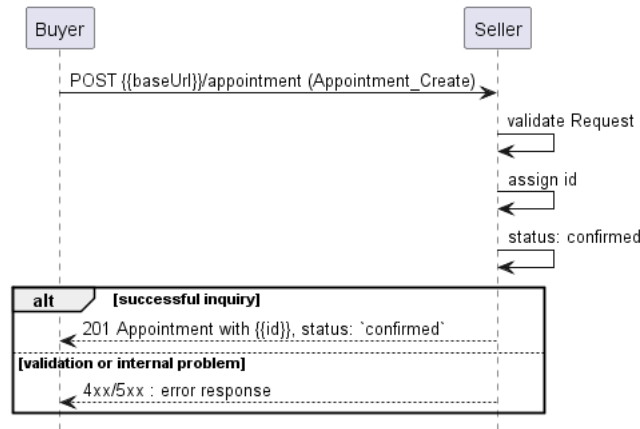 Buyer
Seller
POST {{baseUrl}}/appointment (Appointment_Create)
validate Request
assign id
status: confirmed
alt
[successful inquiry]
201 Appointment with {{id}}, status: `confirmed`
[validation or internal problem]
4xx/5xx : error response